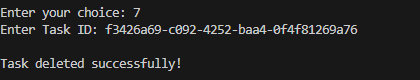 Enter your choice: 7
Enter Task ID: f3426a69-c092-4252-baa4-0f4f81269a76
Task deleted successfully!